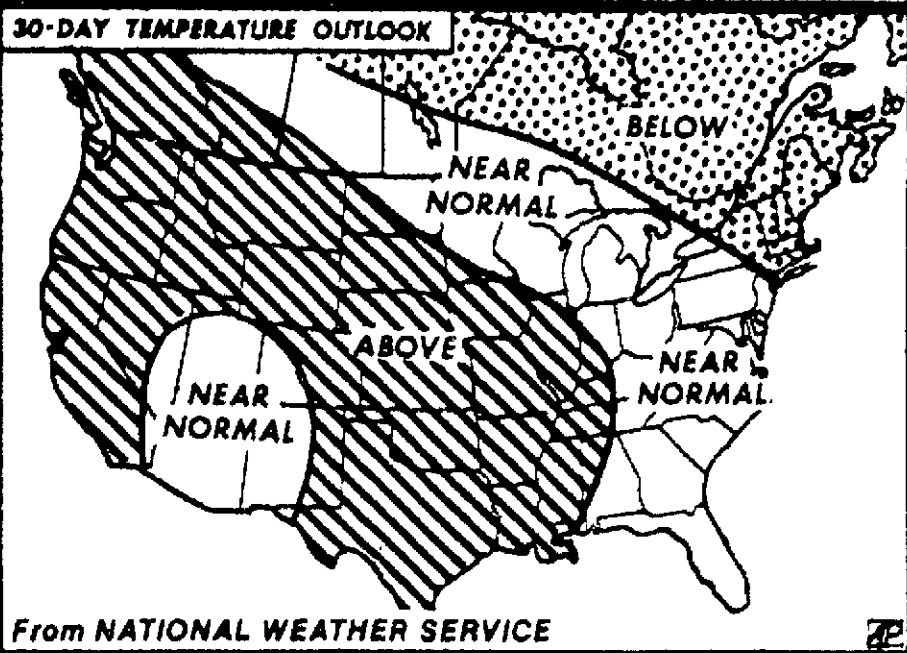 30-DAY TEMPERATURE OUTLOOK
BELOW
NEAR
NORMAL
ABOVE
NEAR
NORMAL
NEAR
NORMAL.
From NATIONAL WEATHER SERVICE
AP